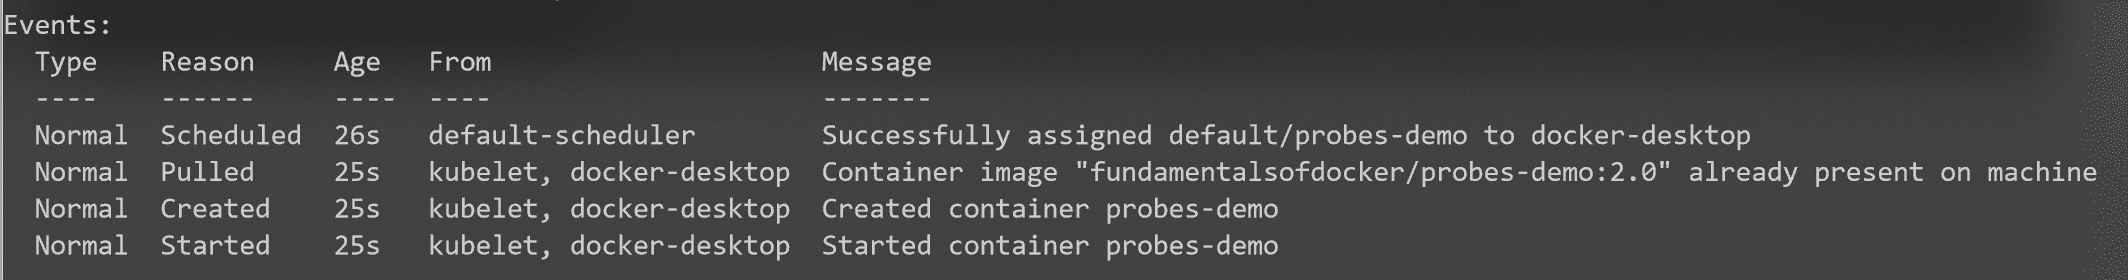 Events:
Type Reason Age From Message
---- ------ ---- ---- -------
Normal Scheduled 26s default-scheduler Successfully assigned default/probes-demo to docker-desktop
Normal Pulled 25s kubelet, docker-desktop Container image "fundamentalsofdocker/probes-demo:2.0" already present on machine
Normal Created 25s kubelet, docker-desktop Created container probes-demo
Normal Started 25s kubelet, docker-desktop Started container probes-demo